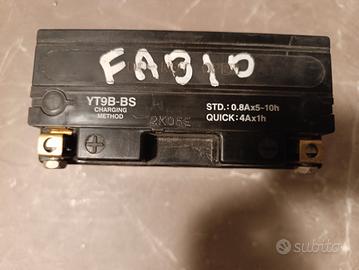 FABIO
YT9B-BS
CHARGING
METHOD
STD.: 0.8Ax5-10h
QUICK: 4Ax1h
subito